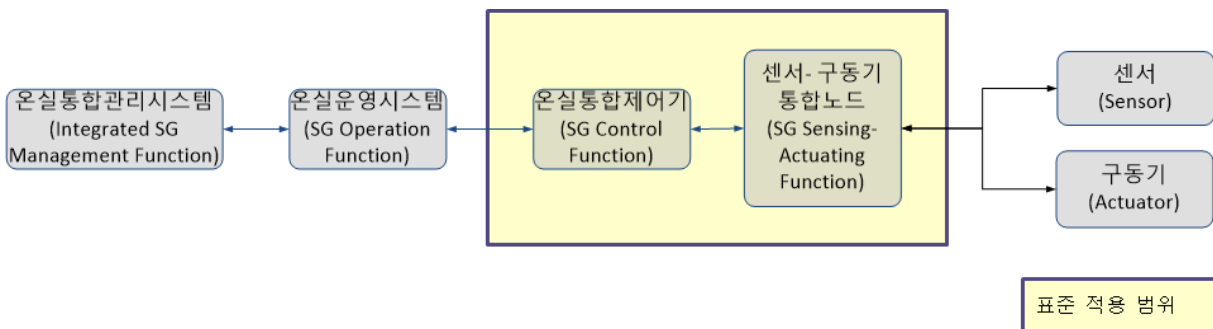 온실통합관리시스템
(Integrated SG
Management Function)
온실운영시스템
(SG Operation
Function)
온실통합제어기
(SG Control
Function)
센서- 구동기
통합노드
(SG Sensing-
Actuating
Function)
센서
(Sensor)
구동기
(Actuator)
표준 적용 범위